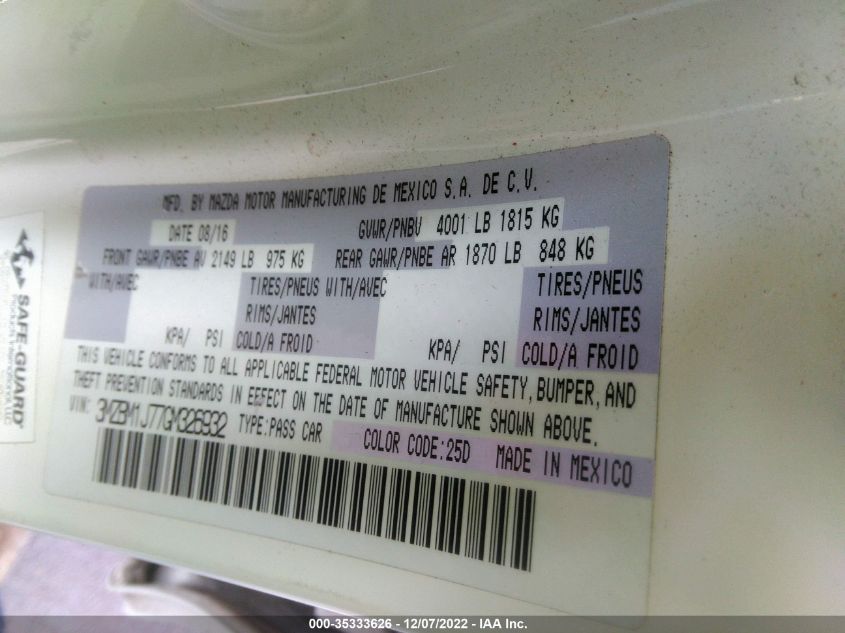 MFD. BY MAZDA MOTOR MANUFACTURING DE MEXICO S.A. DE C.V.
DATE 08/16 GVWR/PNBV 4001 LB 1815 KG
FRONT GAWR/PNBE AV 2149 LB 975 KG REAR GAWR/PNBE AR 1870 LB 848 KG
WITH/AVEC TIRES/PNEUS WITH/AVEC TIRES/PNEUS
RIMS/JANTES RIMS/JANTES
KPA/ PSI COLD/A FROID KPA/ PSI COLD/A FROID
THIS VEHICLE CONFORMS TO ALL APPLICABLE FEDERAL MOTOR VEHICLE SAFETY, BUMPER, AND
THEFT PREVENTION STANDARDS IN EFFECT ON THE DATE OF MANUFACTURE SHOWN ABOVE.
VIN: 3MZBM1J77GM326932 TYPE:PASS CAR COLOR CODE:25D MADE IN MEXICO
SAFE-GUARD
Products International, LLC
000-35333626 - 12/07/2022 - IAA Inc.